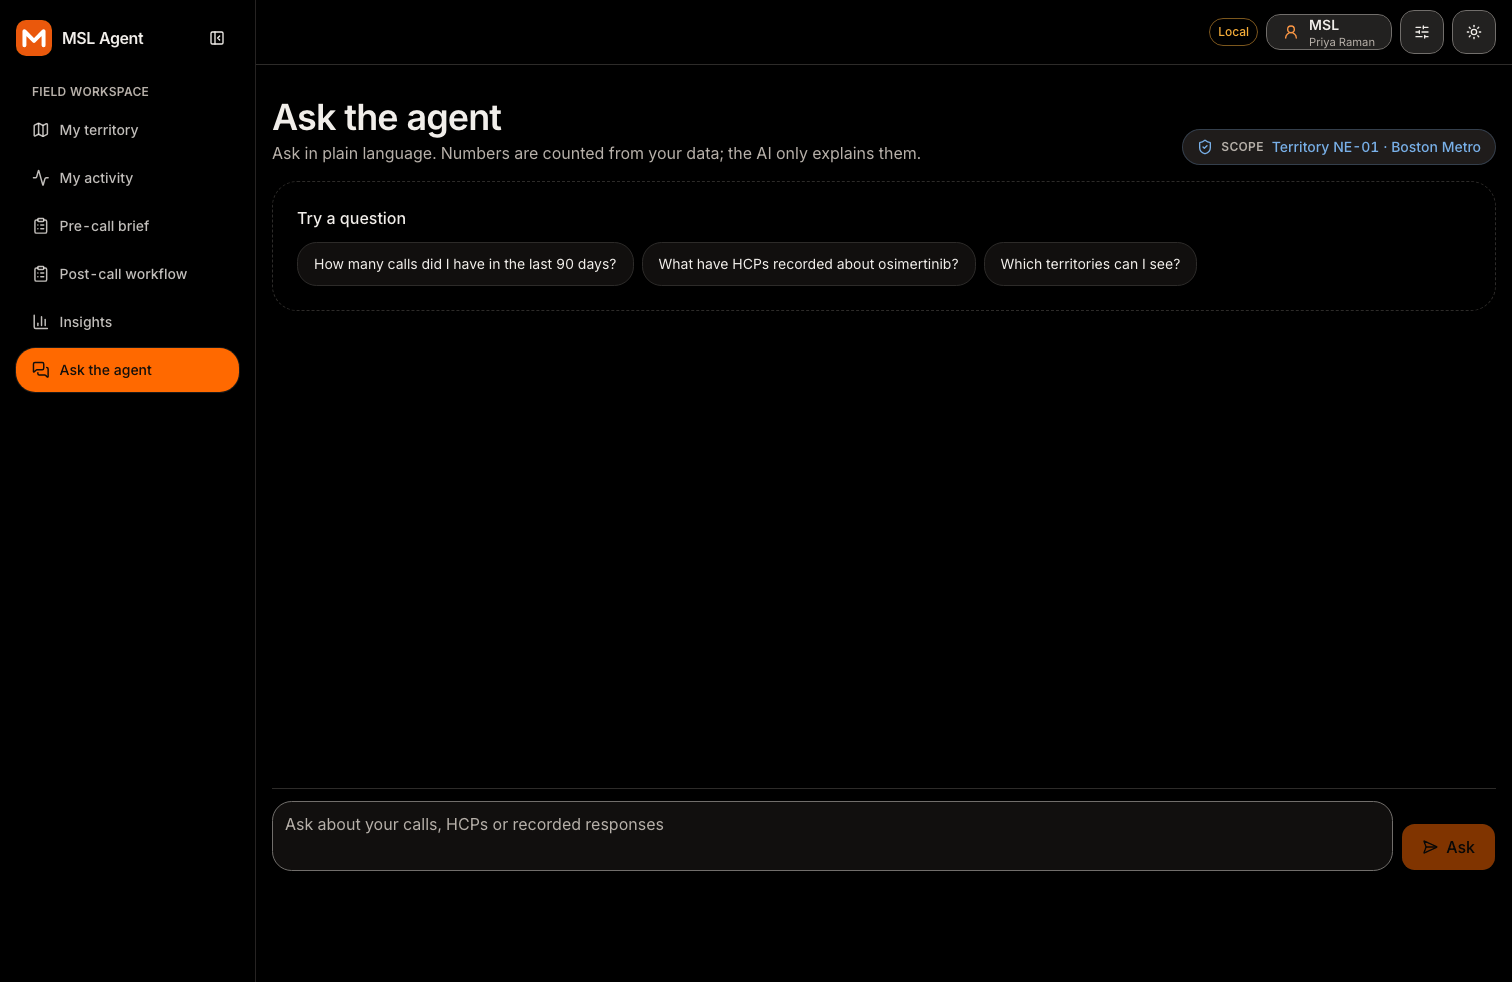 MSL Agent
FIELD WORKSPACE
My territory
My activity
Pre-call brief
Post-call workflow
Insights
Ask the agent
Local
MSL
Priya Raman
Ask the agent
Ask in plain language. Numbers are counted from your data; the AI only explains them.
SCOPE Territory NE-01 · Boston Metro
Try a question
How many calls did I have in the last 90 days?
What have HCPs recorded about osimertinib?
Which territories can I see?
Ask about your calls, HCPs or recorded responses
Ask